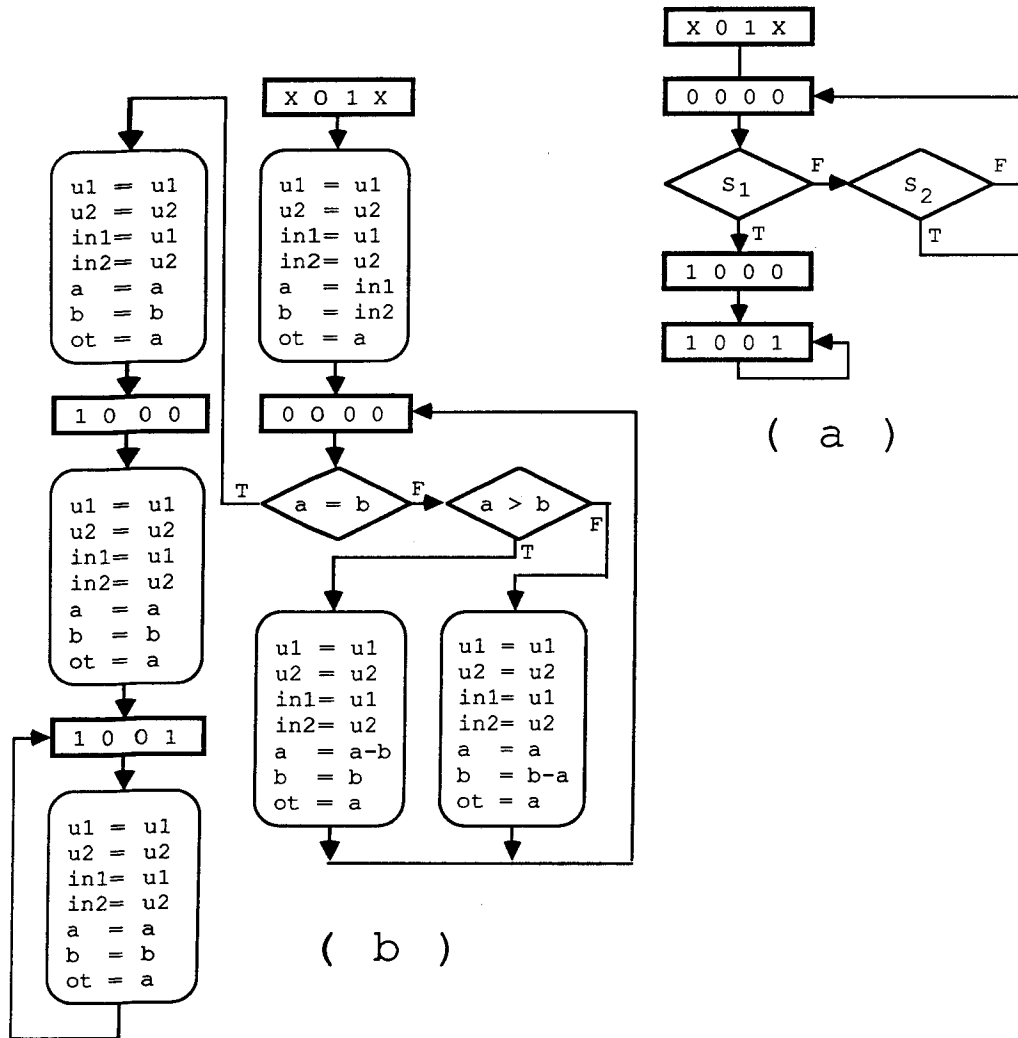 X 0 1 X
u1 = u1
u2 = u2
in1= u1
in2= u2
a = a
b = b
ot = a
1 0 0 0
u1 = u1
u2 = u2
in1= u1
in2= u2
a = a
b = b
ot = a
1 0 0 1
u1 = u1
u2 = u2
in1= u1
in2= u2
a = a
b = b
ot = a
u1 = u1
u2 = u2
in1= u1
in2= u2
a = in1
b = in2
ot = a
0 0 0 0
T
a = b
F
a > b
F
T
u1 = u1
u2 = u2
in1= u1
in2= u2
a = a-b
b = b
ot = a
u1 = u1
u2 = u2
in1= u1
in2= u2
a = a
b = b-a
ot = a
( b )
X 0 1 X
0 0 0 0
S1
F
S2
F
T
T
1 0 0 0
1 0 0 1
( a )